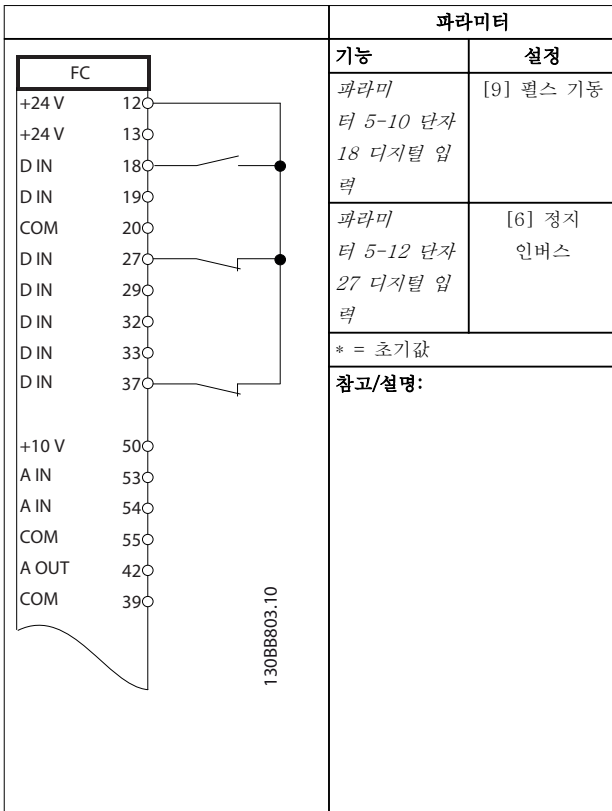 파라미터
기능 설정
FC
+24 V 12
+24 V 13
D IN 18
D IN 19
COM 20
D IN 27
D IN 29
D IN 32
D IN 33
D IN 37
+10 V 50
A IN 53
A IN 54
COM 55
A OUT 42
COM 39
130BB803.10
파라미
터 5-10 단자
18 디지털 입
력
[9] 펄스 기동
파라미
터 5-12 단자
27 디지털 입
력
[6] 정지
인버스
* = 초기값
참고/설명: